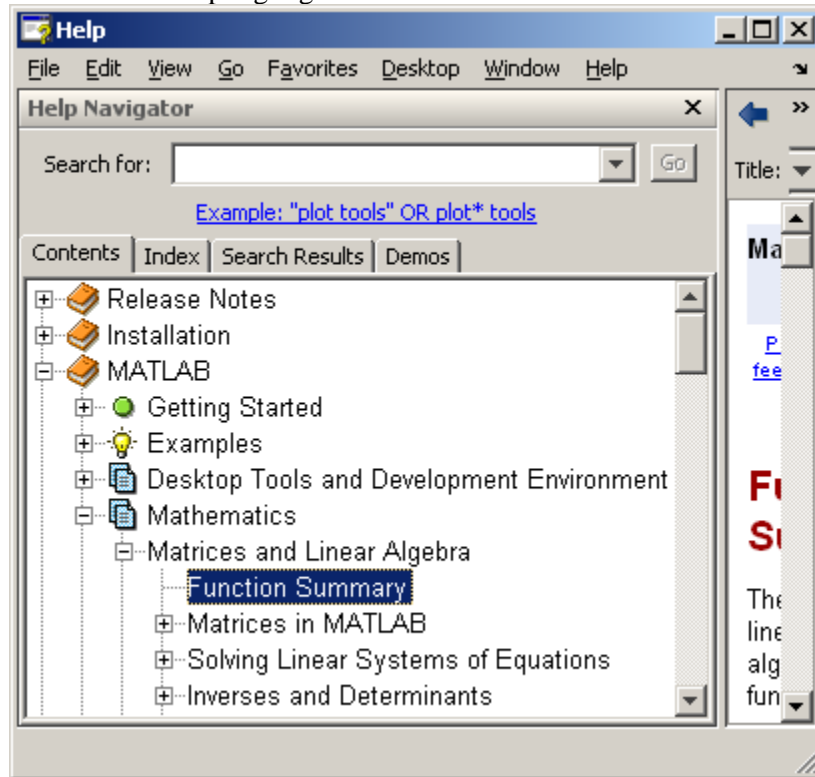 Help
File Edit View Go Favorites Desktop Window Help
Help Navigator
Search for: Go
Example: "plot tools" OR plot* tools
Contents Index Search Results Demos
Release Notes
Installation
MATLAB
Getting Started
Examples
Desktop Tools and Development Environment
Mathematics
Matrices and Linear Algebra
Function Summary
Matrices in MATLAB
Solving Linear Systems of Equations
Inverses and Determinants
Title:
Ma
P
fee
Fu
Su
The
line
alg
fun